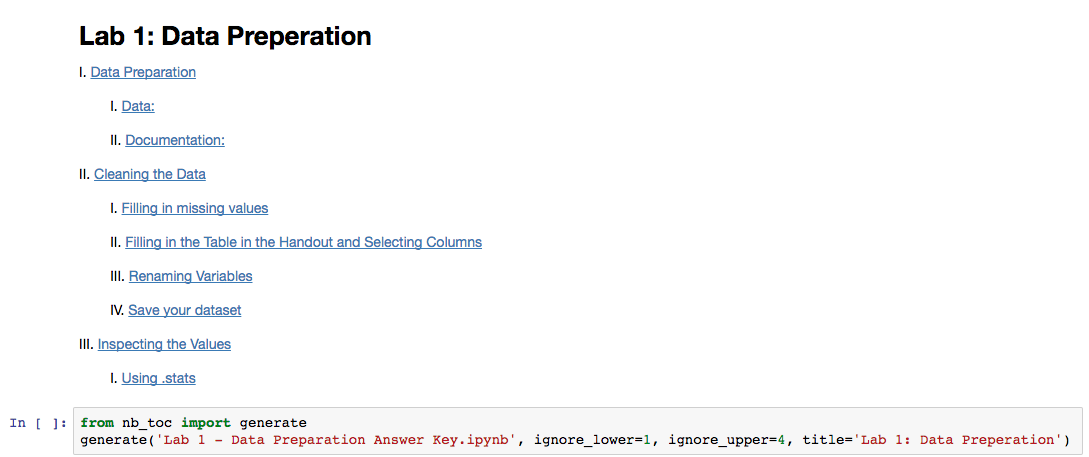 Lab 1: Data Preperation
I. Data Preparation
I. Data:
II. Documentation:
II. Cleaning the Data
I. Filling in missing values
II. Filling in the Table in the Handout and Selecting Columns
III. Renaming Variables
IV. Save your dataset
III. Inspecting the Values
I. Using .stats
In [ ]: from nb_toc import generate
generate('Lab 1 - Data Preparation Answer Key.ipynb', ignore_lower=1, ignore_upper=4, title='Lab 1: Data Preperation')